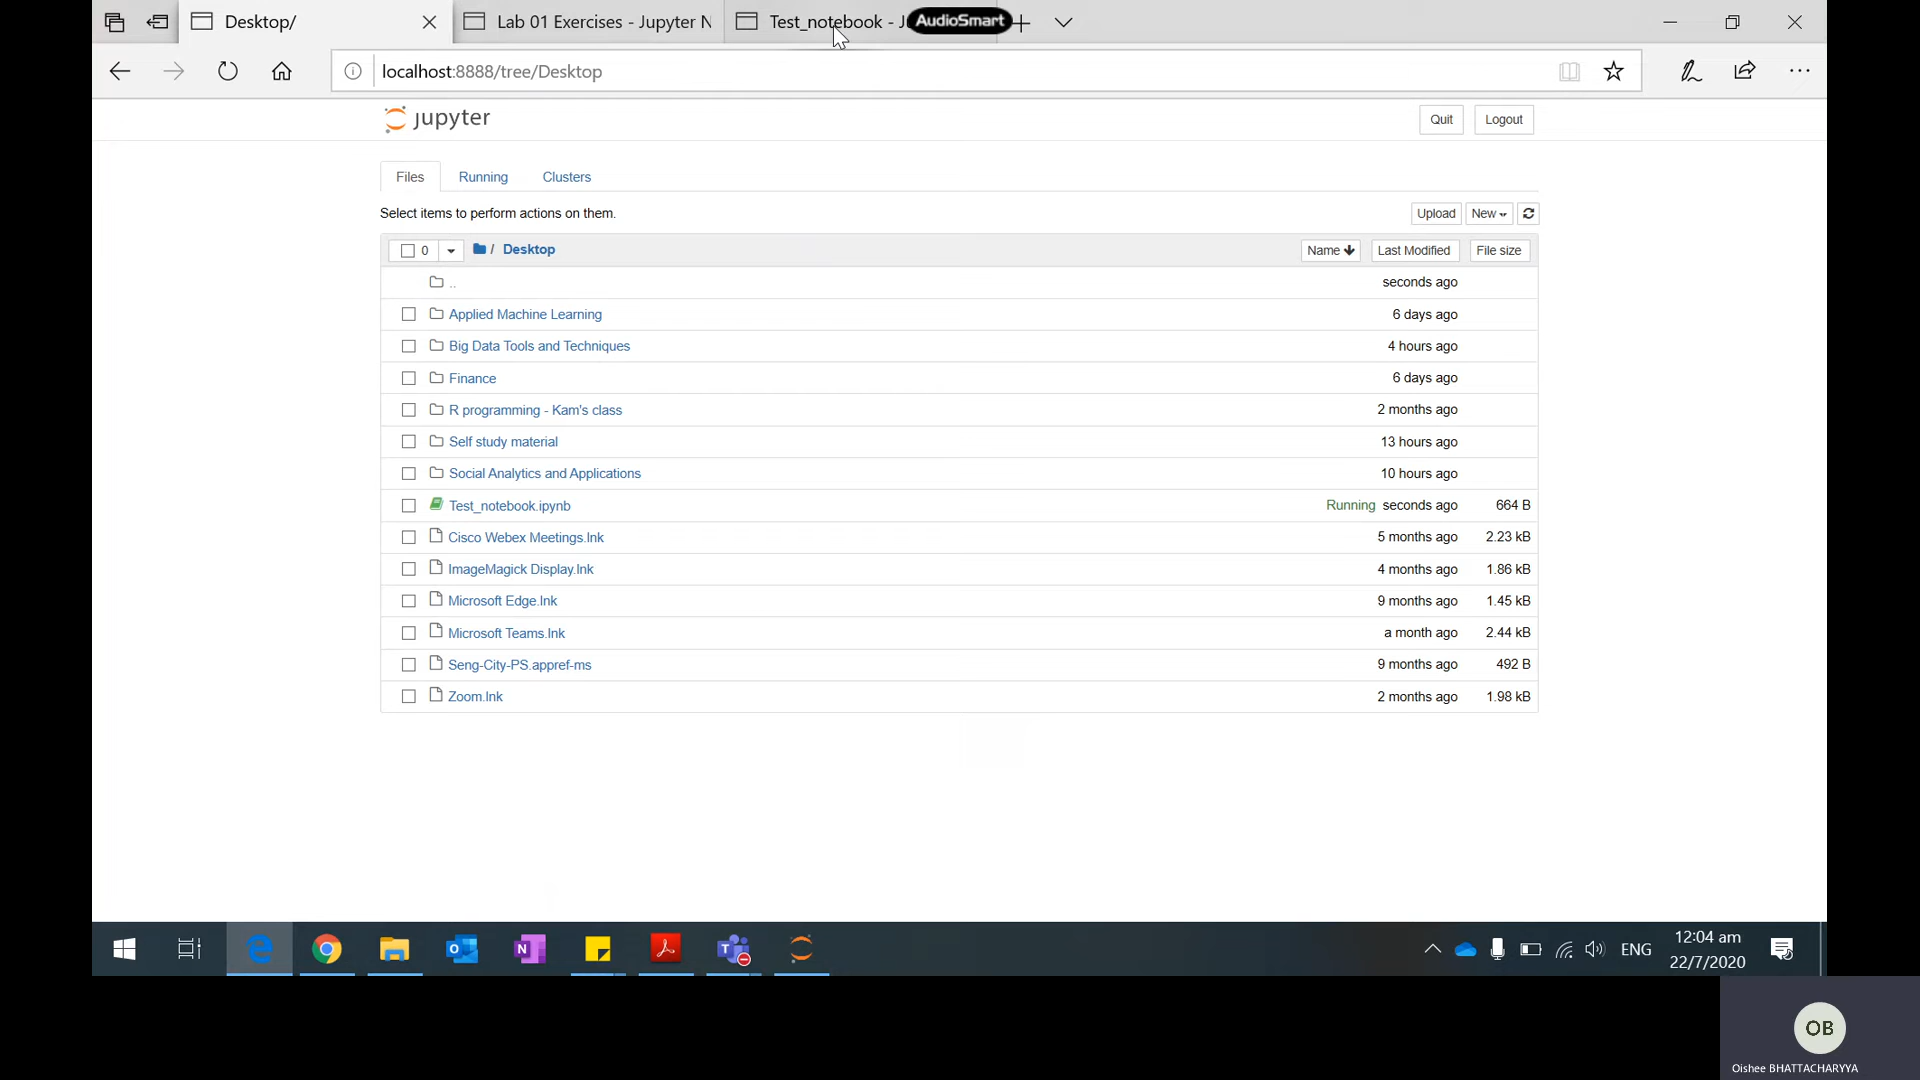 Desktop/
Lab 01 Exercises - Jupyter N
Test_notebook - J
AudioSmart
localhost:8888/tree/Desktop
jupyter
Quit
Logout
Files
Running
Clusters
Select items to perform actions on them.
Upload
New
0
/ Desktop
Name
Last Modified
File size
..
seconds ago
Applied Machine Learning
6 days ago
Big Data Tools and Techniques
4 hours ago
Finance
6 days ago
R programming - Kam's class
2 months ago
Self study material
13 hours ago
Social Analytics and Applications
10 hours ago
Test_notebook.ipynb
Running seconds ago
664 B
Cisco Webex Meetings.lnk
5 months ago
2.23 kB
ImageMagick Display.lnk
4 months ago
1.86 kB
Microsoft Edge.lnk
9 months ago
1.45 kB
Microsoft Teams.lnk
a month ago
2.44 kB
Seng-City-PS.appref-ms
9 months ago
492 B
Zoom.lnk
2 months ago
1.98 kB
ENG
12:04 am
22/7/2020
OB
Oishee BHATTACHARYYA